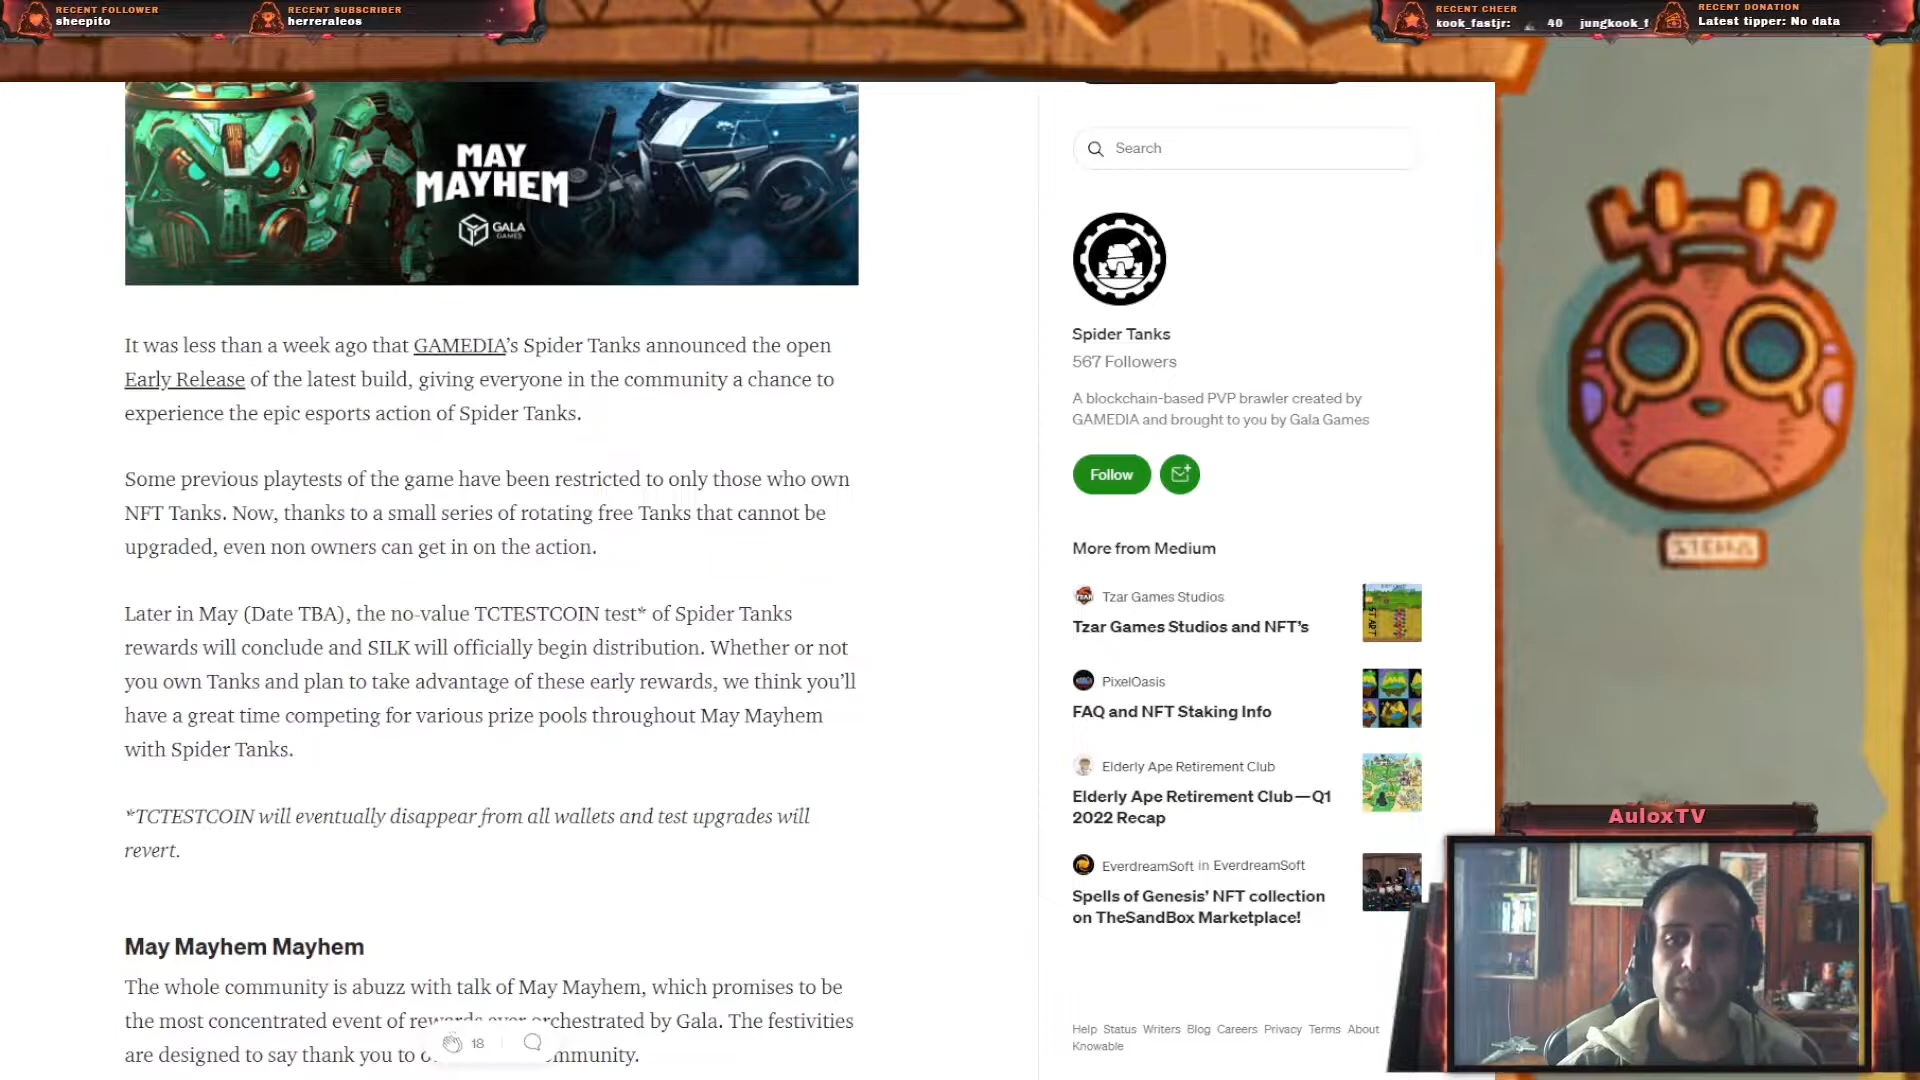 RECENT FOLLOWER
sheepito
RECENT SUBSCRIBER
herreraleos
RECENT CHEER
kook_fastjr: 40 jungkook_f
RECENT DONATION
Latest tipper: No data
MAY
MAYHEM
GALA
GAMES
It was less than a week ago that GAMEDIA's Spider Tanks announced the open
Early Release of the latest build, giving everyone in the community a chance to
experience the epic esports action of Spider Tanks.
Some previous playtests of the game have been restricted to only those who own
NFT Tanks. Now, thanks to a small series of rotating free Tanks that cannot be
upgraded, even non owners can get in on the action.
Later in May (Date TBA), the no-value TCTESTCOIN test* of Spider Tanks
rewards will conclude and SILK will officially begin distribution. Whether or not
you own Tanks and plan to take advantage of these early rewards, we think you'll
have a great time competing for various prize pools throughout May Mayhem
with Spider Tanks.
*TCTESTCOIN will eventually disappear from all wallets and test upgrades will
revert.
May Mayhem Mayhem
The whole community is abuzz with talk of May Mayhem, which promises to be
the most concentrated event of rewards ever orchestrated by Gala. The festivities
are designed to say thank you to community.
18
Search
Spider Tanks
567 Followers
A blockchain-based PVP brawler created by
GAMEDIA and brought to you by Gala Games
Follow
More from Medium
Tzar Games Studios
Tzar Games Studios and NFT's
PixelOasis
FAQ and NFT Staking Info
Elderly Ape Retirement Club
Elderly Ape Retirement Club — Q1
2022 Recap
EverdreamSoft in EverdreamSoft
Spells of Genesis' NFT collection
on TheSandBox Marketplace!
Help Status Writers Blog Careers Privacy Terms About
Knowable
AuloxTV